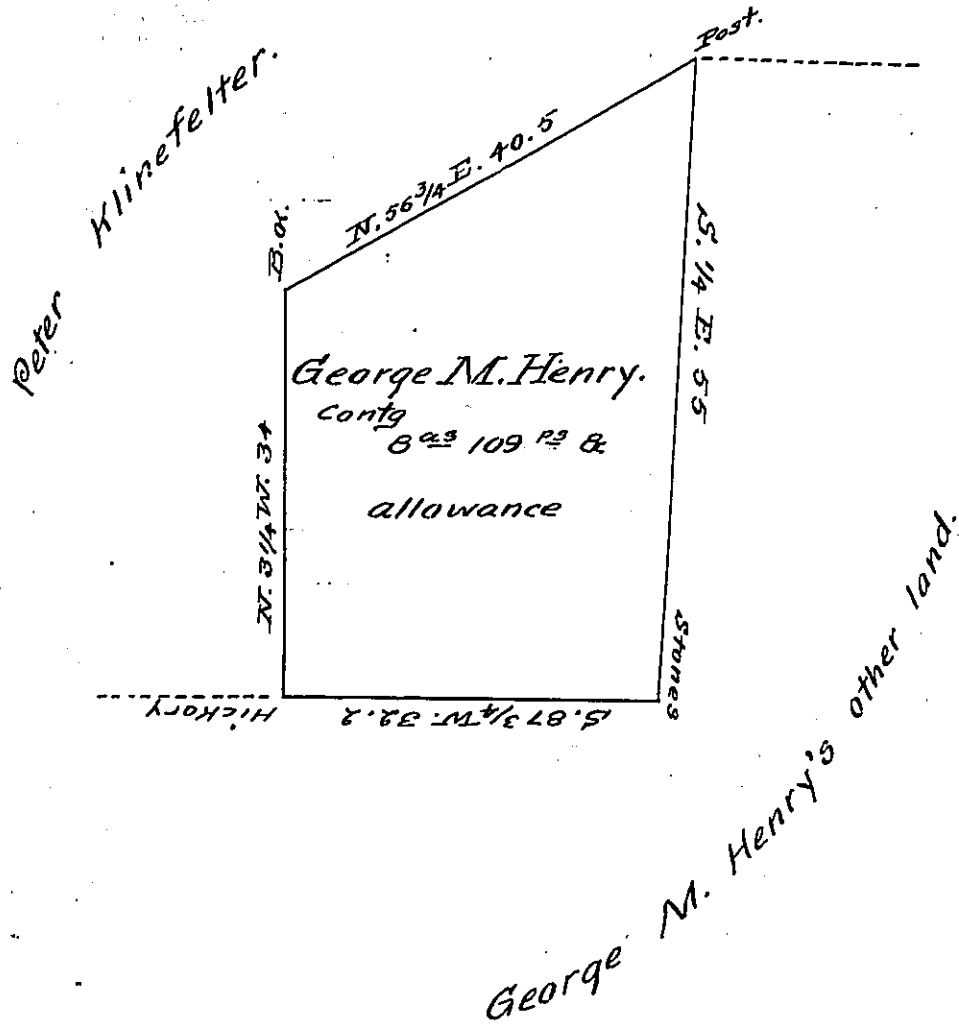 Post.
Peter Klinefelter.
N. 56 3/4 E. 40.5
B.O.
S. 1/4 E. 55
George M. Henry.
Contg
8 as 109 ps &
allowance
N. 3 1/4 W. 34
Stones
Hickory
S. 87 3/4 W. 32.2
George M. Henry's other land.